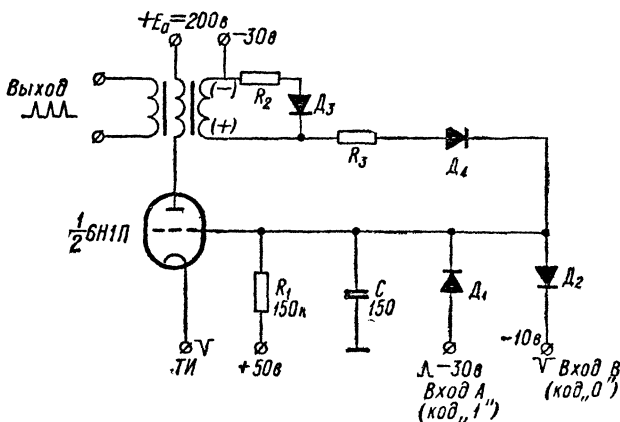 +Eа=200в
-30в
Выход
(-)
(+)
R2
Д3
R3
Д4
1/2 6Н1П
R1
150к
С
150
Д1
Д2
ТИ
+50в
-30в
Вход А
(код „1")
-10в
Вход В
(код „0")